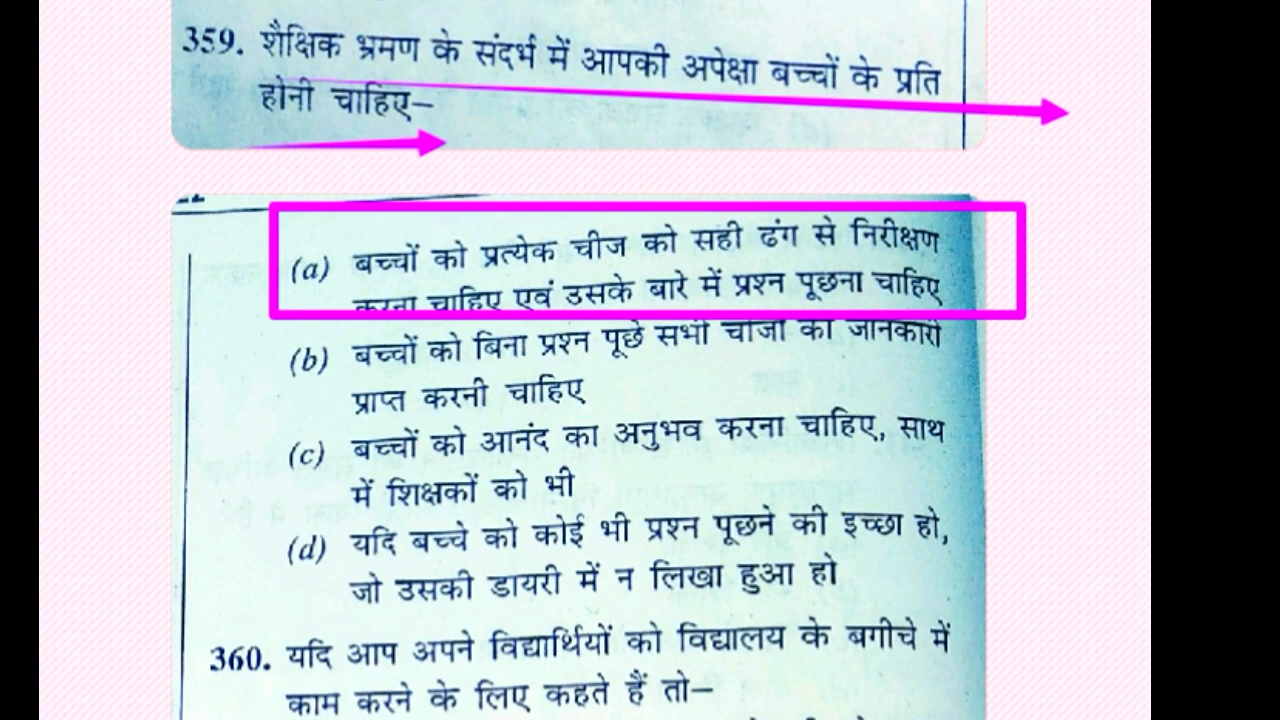 359. शैक्षिक भ्रमण के संदर्भ में आपकी अपेक्षा बच्चों के प्रति
होनी चाहिए–
(a) बच्चों को प्रत्येक चीज को सही ढंग से निरीक्षण
करना चाहिए एवं उसके बारे में प्रश्न पूछना चाहिए
(b) बच्चों को बिना प्रश्न पूछे सभी चीजों की जानकारी
प्राप्त करनी चाहिए
(c) बच्चों को आनंद का अनुभव करना चाहिए, साथ
में शिक्षकों को भी
(d) यदि बच्चे को कोई भी प्रश्न पूछने की इच्छा हो,
जो उसकी डायरी में न लिखा हुआ हो
360. यदि आप अपने विद्यार्थियों को विद्यालय के बगीचे में
काम करने के लिए कहते हैं तो–